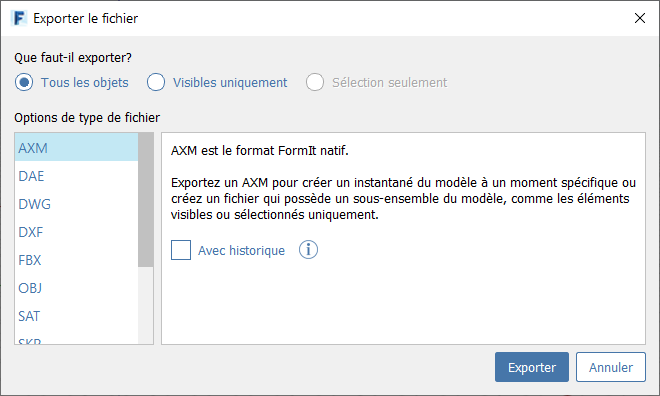 Exporter le fichier
Que faut-il exporter?
Tous les objets Visibles uniquement Sélection seulement
Options de type de fichier
AXM
DAE
DWG
DXF
FBX
OBJ
SAT
SKP
AXM est le format FormIt natif.
Exportez un AXM pour créer un instantané du modèle à un moment spécifique ou
créez un fichier qui possède un sous-ensemble du modèle, comme les éléments
visibles ou sélectionnés uniquement.
Avec historique
Exporter Annuler